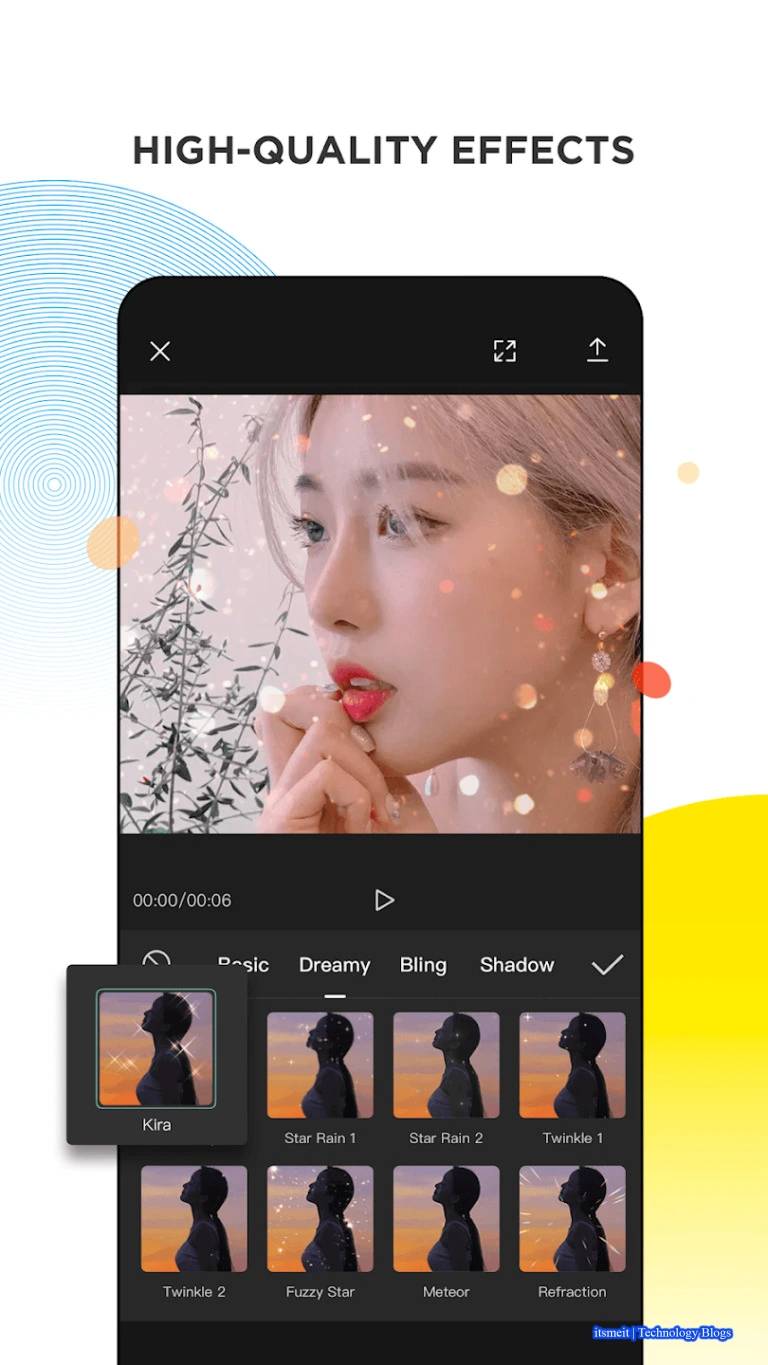 HIGH-QUALITY EFFECTS
00:00/00:06
Basic Dreamy Bling Shadow
Kira
Star Rain 1 Star Rain 2 Twinkle 1
Twinkle 2 Fuzzy Star Meteor Refraction
itsmeit | Technology Blogs